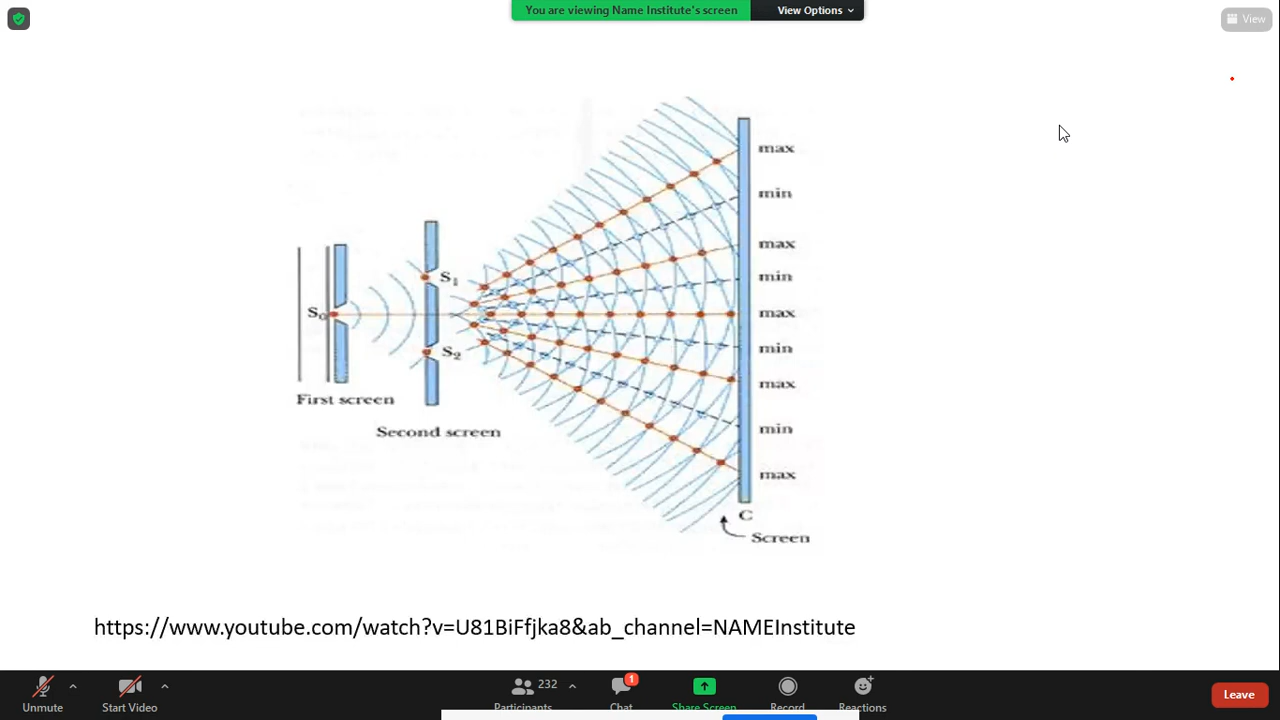 You are viewing Name Institute's screen
View Options
View
max
min
max
S1
min
S0
max
S2
min
max
First screen
min
Second screen
max
C
Screen
https://www.youtube.com/watch?v=U81BiFfjka8&ab_channel=NAMEInstitute
232
1
Unmute
Start Video
Participants
Chat
Share Screen
Record
Reactions
Leave